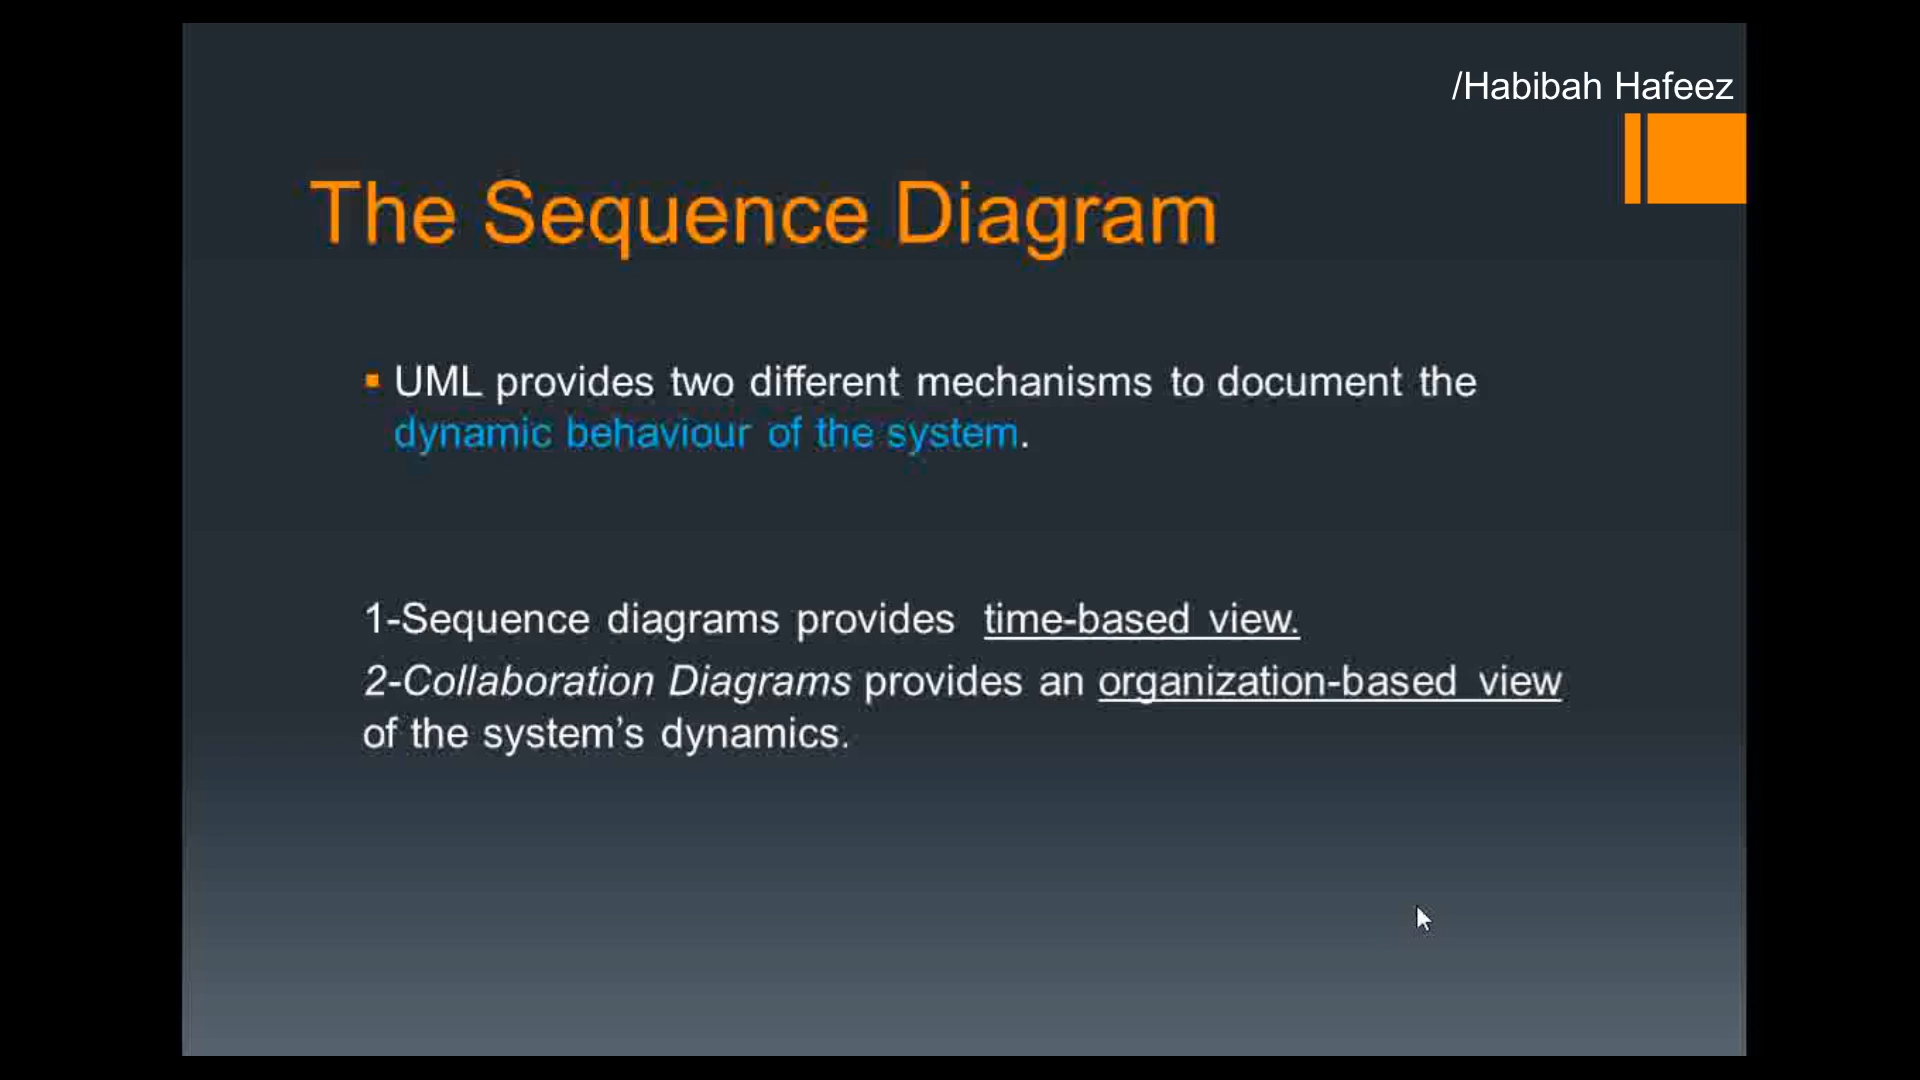 /Habibah Hafeez
The Sequence Diagram
UML provides two different mechanisms to document the
dynamic behaviour of the system.
1-Sequence diagrams provides time-based view.
2-Collaboration Diagrams provides an organization-based view
of the system’s dynamics.